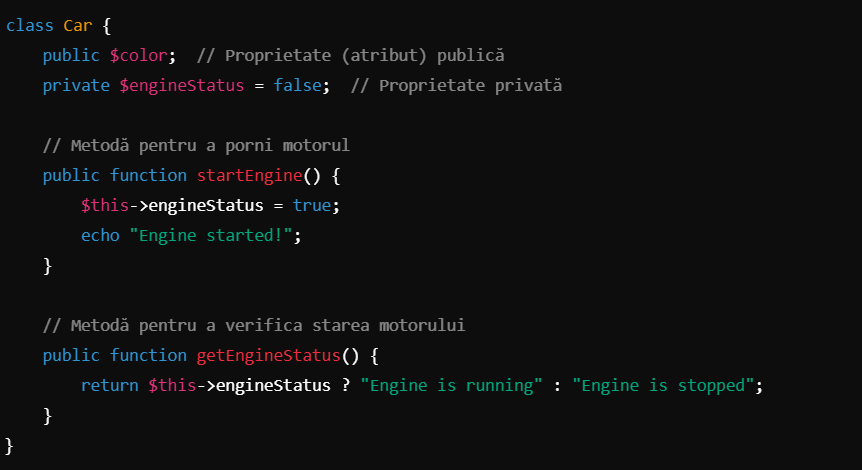 class Car {
    public $color;  // Proprietate (atribut) publică
    private $engineStatus = false;  // Proprietate privată

    // Metodă pentru a porni motorul
    public function startEngine() {
        $this->engineStatus = true;
        echo "Engine started!";
    }

    // Metodă pentru a verifica starea motorului
    public function getEngineStatus() {
        return $this->engineStatus ? "Engine is running" : "Engine is stopped";
    }
}